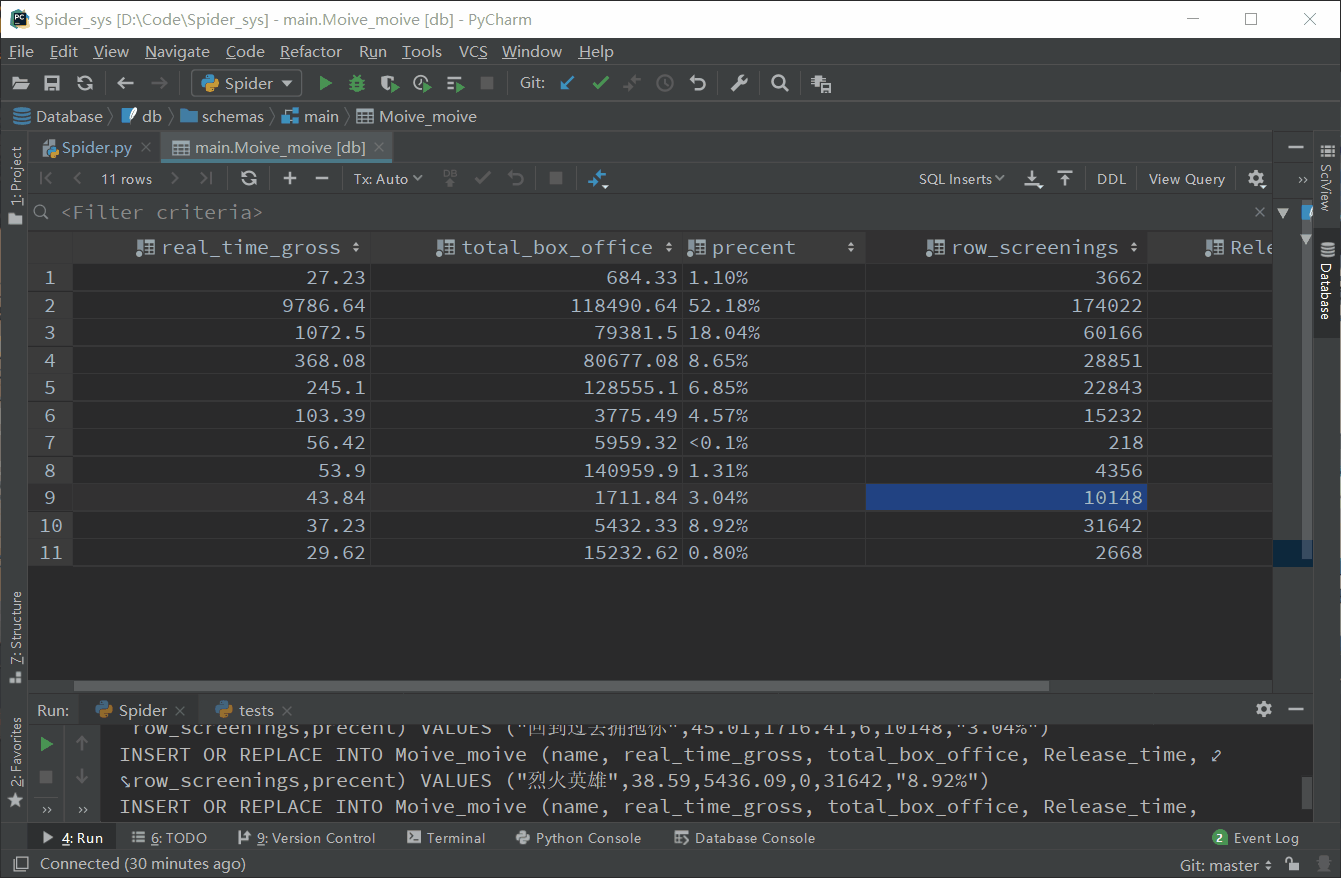 Spider_sys [D:\Code\Spider_sys] - main.Moive_moive [db] - PyCharm
File Edit View Navigate Code Refactor Run Tools VCS Window Help
Spider Git:
Database db schemas main Moive_moive
Spider.py main.Moive_moive [db]
11 rows Tx: Auto DB SQL Inserts DDL View Query
<Filter criteria>
real_time_gross total_box_office precent row_screenings Rele
1 27.23 684.33 1.10% 3662
2 9786.64 118490.64 52.18% 174022
3 1072.5 79381.5 18.04% 60166
4 368.08 80677.08 8.65% 28851
5 245.1 128555.1 6.85% 22843
6 103.39 3775.49 4.57% 15232
7 56.42 5959.32 <0.1% 218
8 53.9 140959.9 1.31% 4356
9 43.84 1711.84 3.04% 10148
10 37.23 5432.33 8.92% 31642
11 29.62 15232.62 0.80% 2668
1: Project
7: Structure
2: Favorites
SciView
Database
Run: Spider tests
row_screenings,precent) VALUES ("回到过去拥抱你",45.01,1716.41,6,10148,"3.04%")
INSERT OR REPLACE INTO Moive_moive (name, real_time_gross, total_box_office, Release_time,
row_screenings,precent) VALUES ("烈火英雄",38.59,5436.09,0,31642,"8.92%")
INSERT OR REPLACE INTO Moive_moive (name, real_time_gross, total_box_office, Release_time,
4: Run 6: TODO 9: Version Control Terminal Python Console Database Console 2 Event Log
Connected (30 minutes ago) Git: master